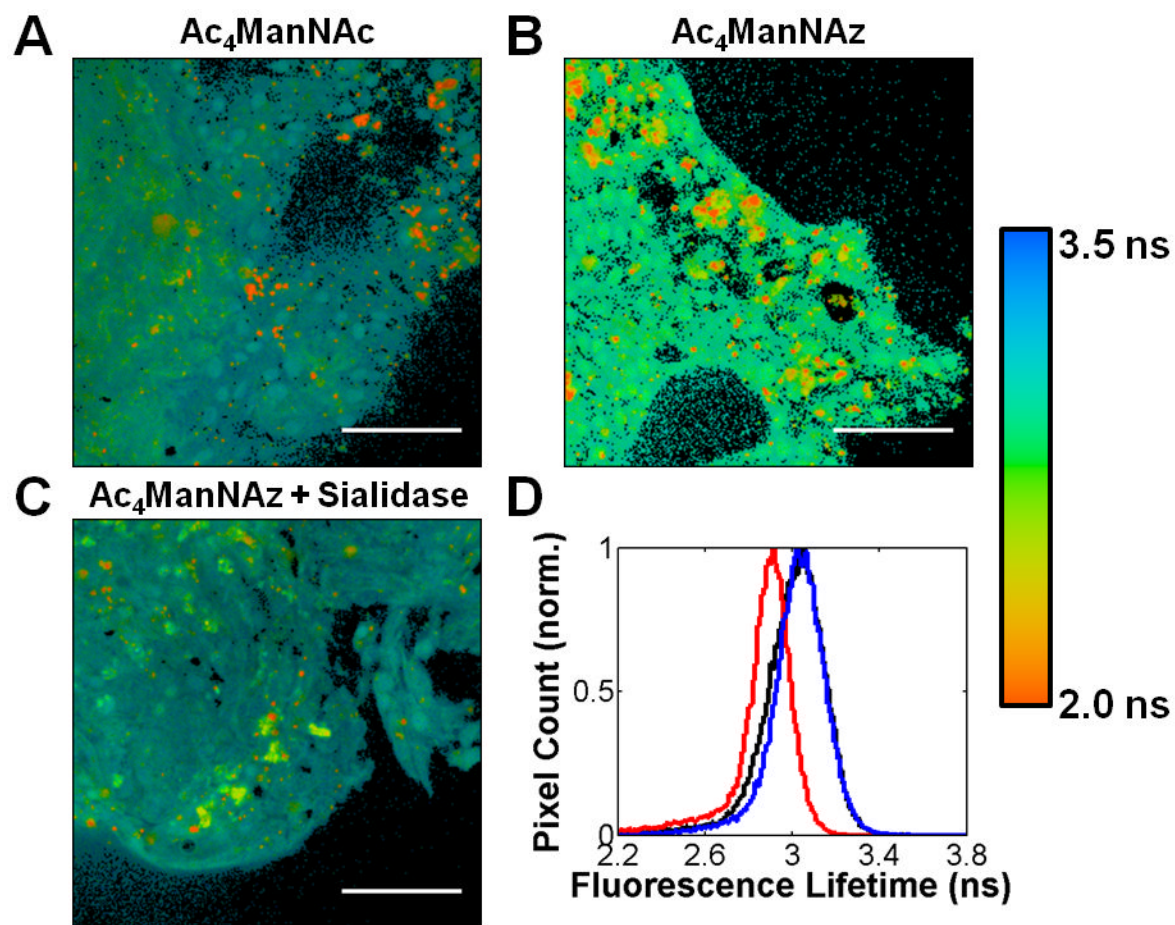 A
Ac₄ManNAc
B
Ac₄ManNAz
3.5 ns
2.0 ns
C
Ac₄ManNAz + Sialidase
D
Pixel Count (norm.)
1
0.5
0
2.2 2.6 3 3.4 3.8
Fluorescence Lifetime (ns)